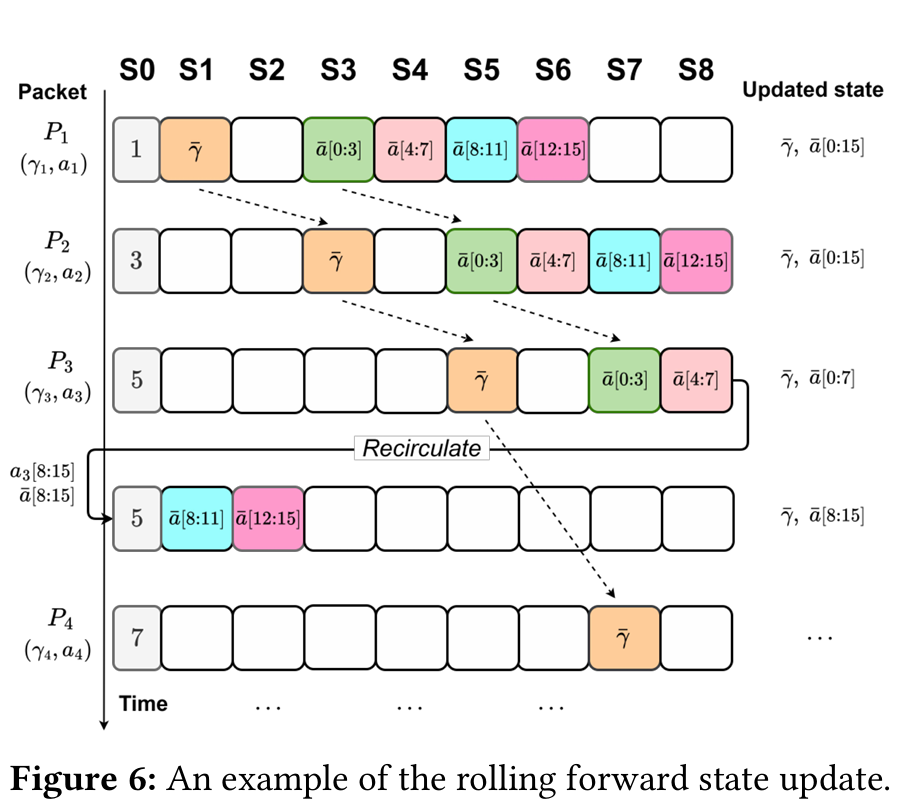 S0 S1 S2 S3 S4 S5 S6 S7 S8
Packet
Updated state
P₁
(γ₁, a₁)
1 γ̄ ā[0:3] ā[4:7] ā[8:11] ā[12:15]
γ̄, ā[0:15]
P₂
(γ₂, a₂)
3 γ̄ ā[0:3] ā[4:7] ā[8:11] ā[12:15]
γ̄, ā[0:15]
P₃
(γ₃, a₃)
5 γ̄ ā[0:3] ā[4:7]
γ̄, ā[0:7]
Recirculate
a₃[8:15]
ā[8:15]
5 ā[8:11] ā[12:15]
γ̄, ā[8:15]
P₄
(γ₄, a₄)
7 γ̄
...
Time ... ... ...
Figure 6: An example of the rolling forward state update.